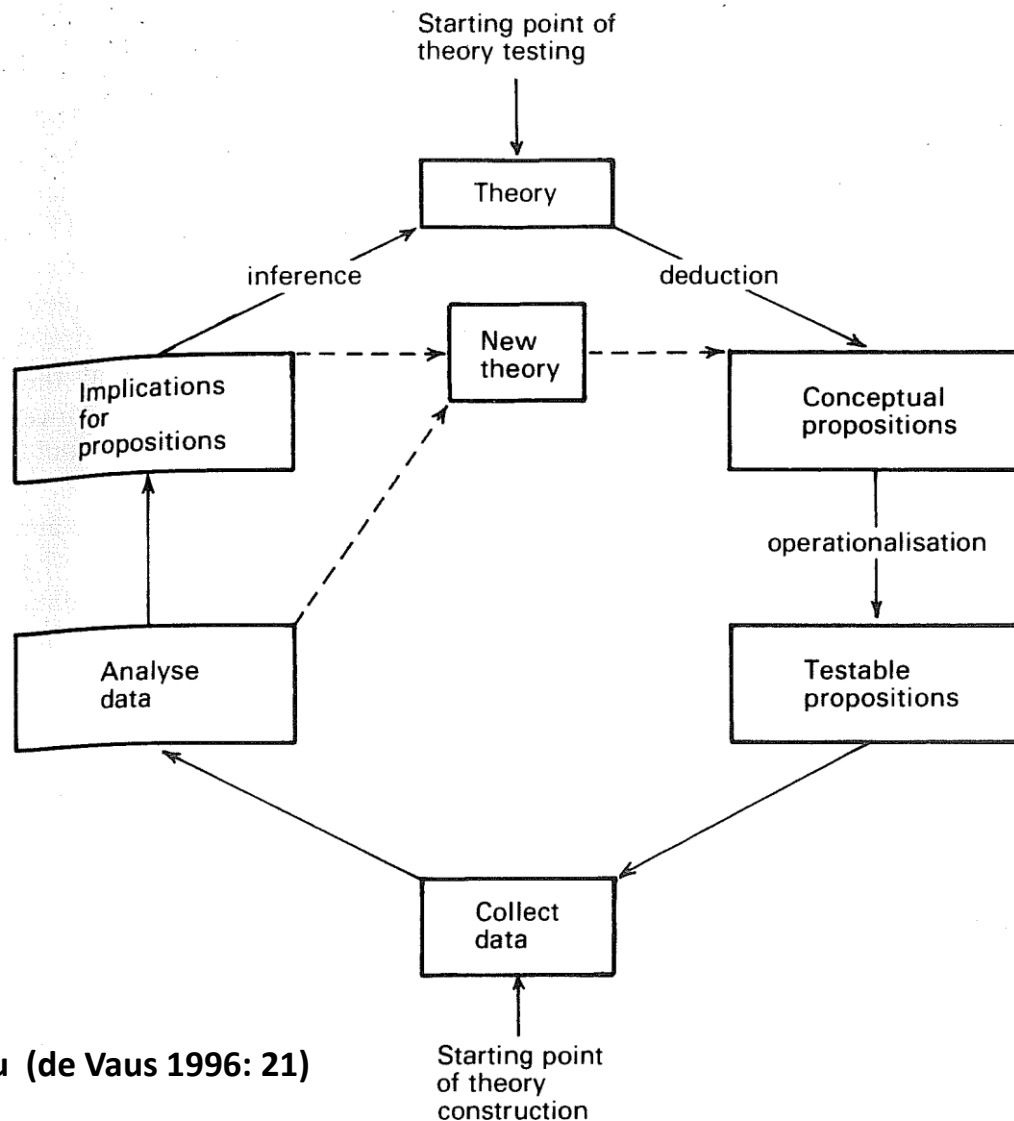 Starting point of
theory testing
Theory
inference
deduction
New
theory
Implications
for
propositions
Conceptual
propositions
operationalisation
Analyse
data
Testable
propositions
Collect
data
(de Vaus 1996: 21)
Starting point
of theory
construction